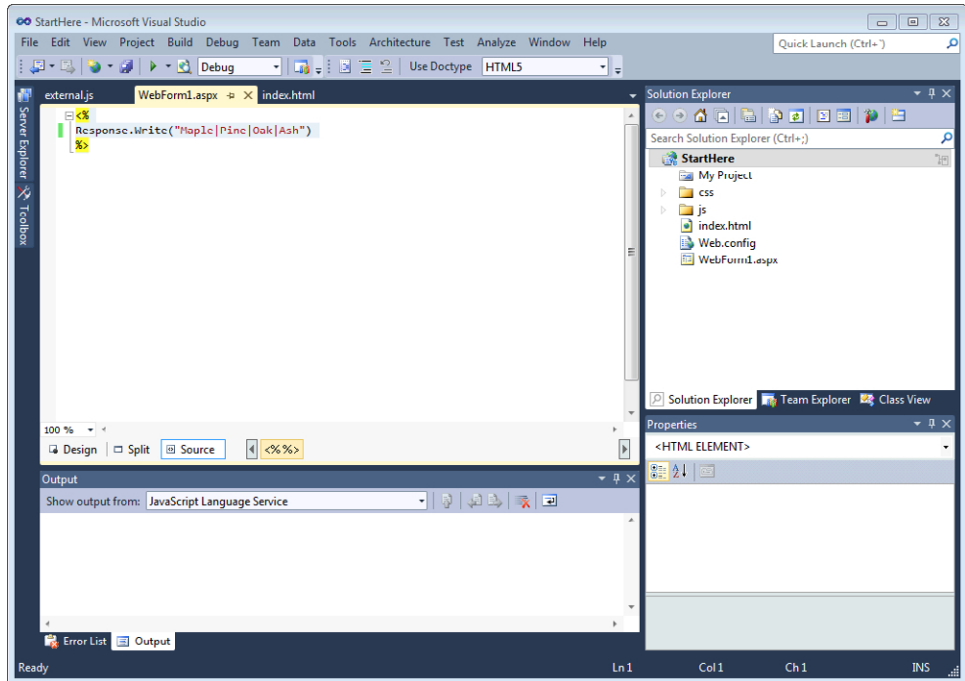 StartHere - Microsoft Visual Studio
File Edit View Project Build Debug Team Data Tools Architecture Test Analyze Window Help
Quick Launch (Ctrl+`)
Debug Use Doctype HTML5
Server Explorer
Toolbox
external.js WebForm1.aspx index.html
<%
Response.Write("Maple|Pine|Oak|Ash")
%>
100 %
Design Split Source <%%>
Output
Show output from: JavaScript Language Service
Error List Output
Solution Explorer
Search Solution Explorer (Ctrl+;)
StartHere
My Project
css
js
index.html
Web.config
WebForm1.aspx
Solution Explorer Team Explorer Class View
Properties
<HTML ELEMENT>
Ready Ln 1 Col 1 Ch 1 INS